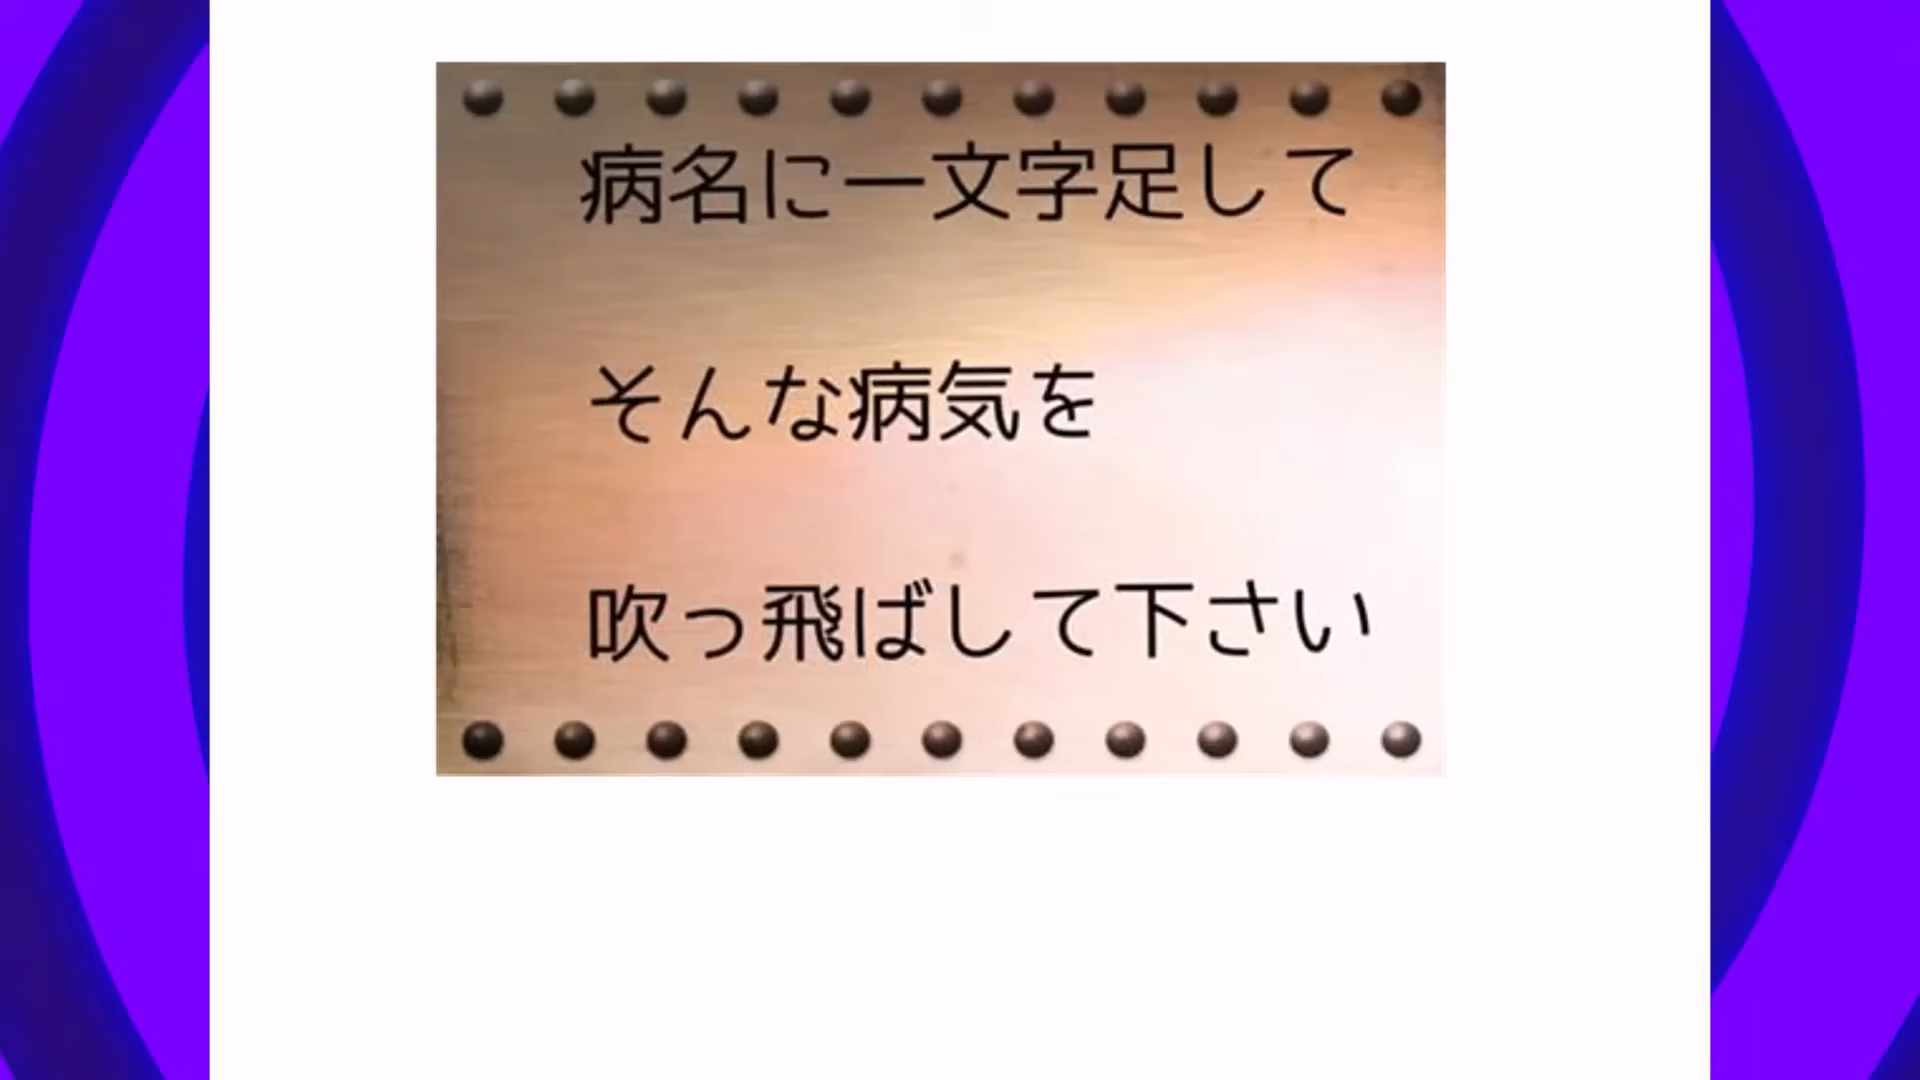 病名に一文字足して
そんな病気を
吹っ飛ばして下さい